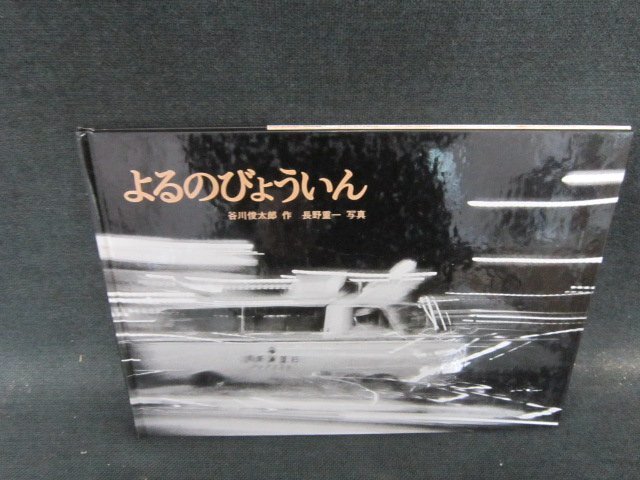 よるのびょういん
谷川俊太郎 作 長野重一 写真